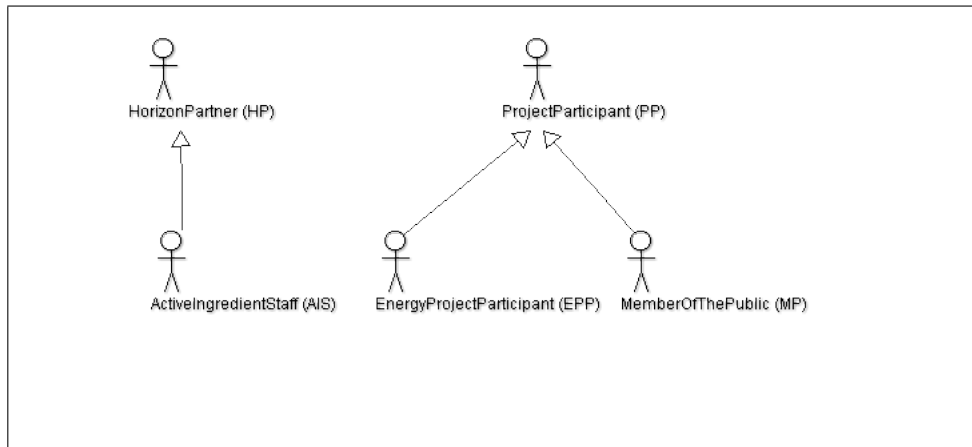 HorizonPartner (HP)
ProjectParticipant (PP)
ActiveIngredientStaff (AIS)
EnergyProjectParticipant (EPP)
MemberOfThePublic (MP)